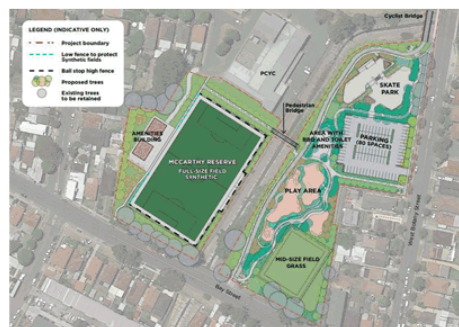 LEGEND (INDICATIVE ONLY)
Project boundary
Low fence to protect
Synthetic fields
Ball stop high fence
Proposed trees
Existing trees
to be retained
Cyclist Bridge
PCYC
SKATE
PARK
Pedestrian
Bridge
AMENITIES
BUILDING
AREA WITH
BBQ AND TOILET
AMENITIES
PARKING
(80 SPACES)
MCCARTHY RESERVE
FULL-SIZE FIELD
SYNTHETIC
PLAY AREA
West Botany Street
MID-SIZE FIELD
GRASS
Bay Street